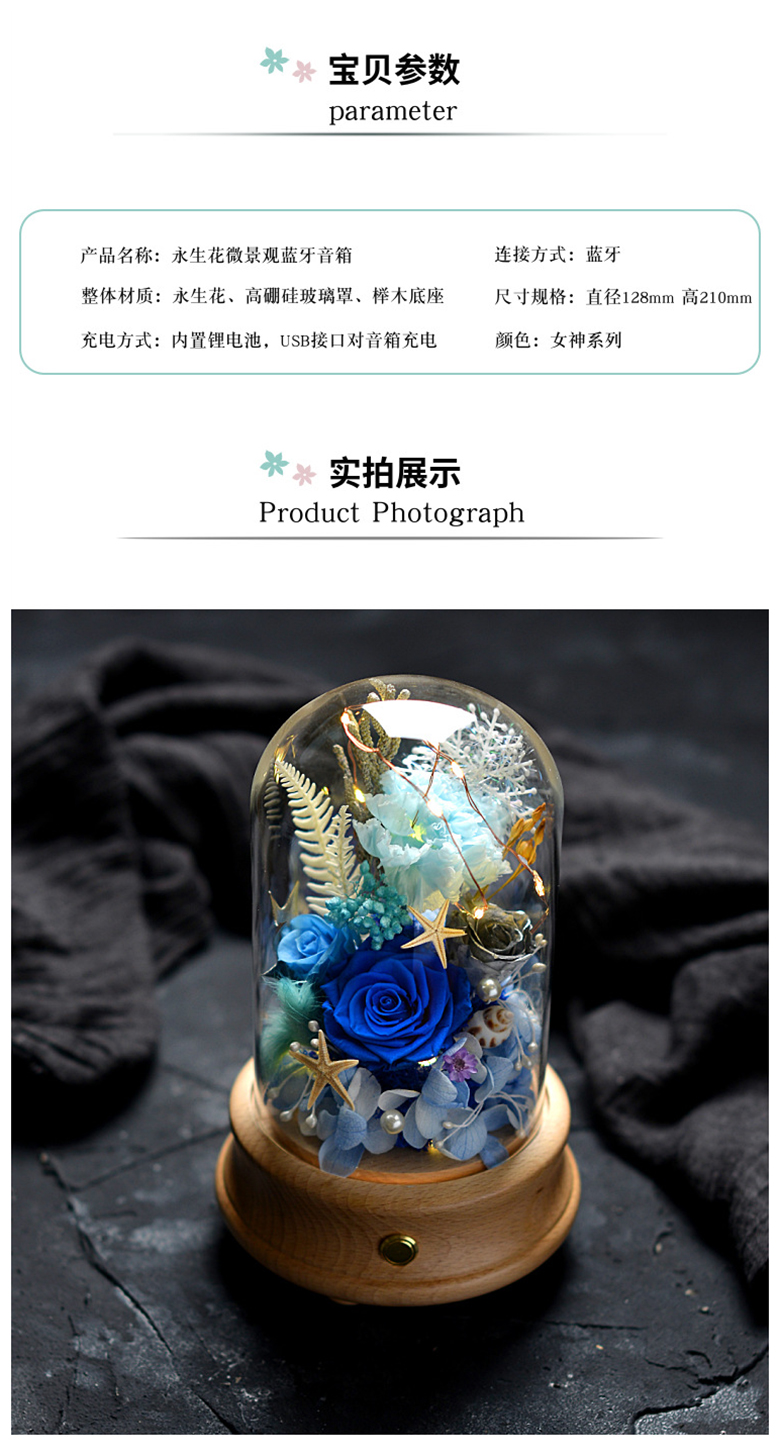 宝贝参数
parameter
产品名称：永生花微景观蓝牙音箱
连接方式：蓝牙
整体材质：永生花、高硼硅玻璃罩、榉木底座
尺寸规格：直径128mm 高210mm
充电方式：内置锂电池，USB接口对音箱充电
颜色：女神系列
实拍展示
Product Photograph